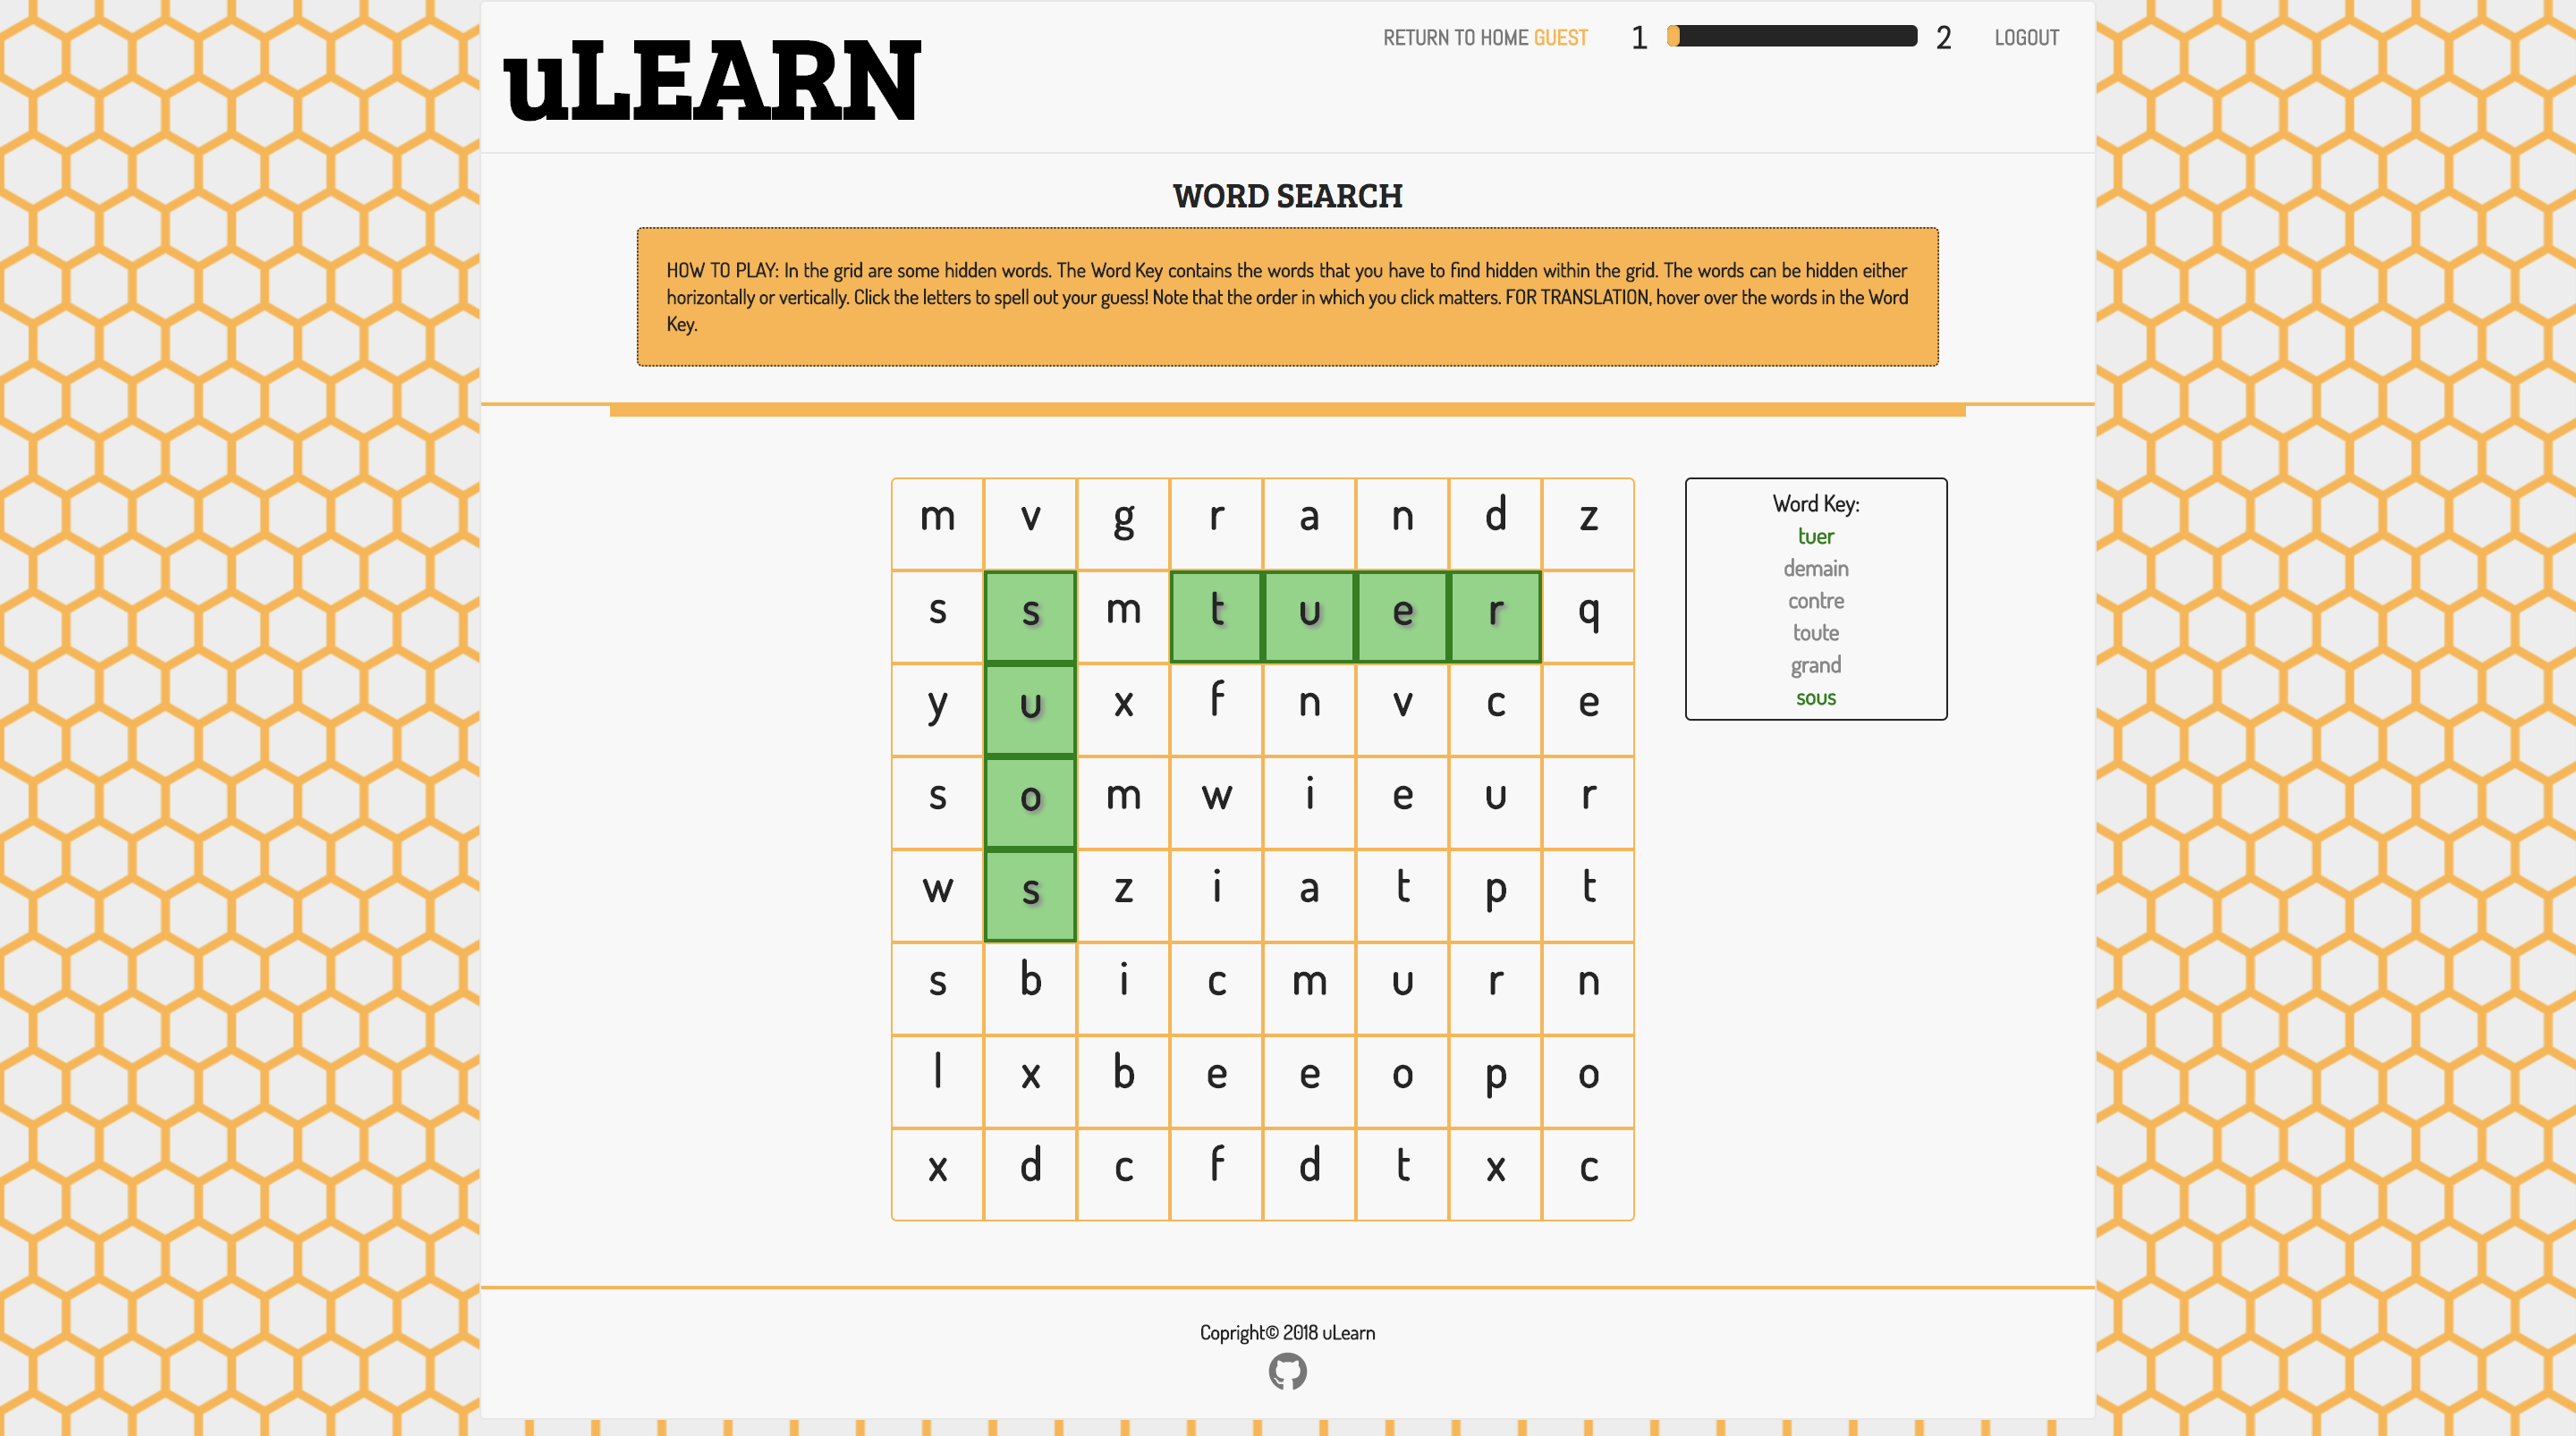 uLEARN
RETURN TO HOME GUEST 1 2 LOGOUT
WORD SEARCH
HOW TO PLAY: In the grid are some hidden words. The Word Key contains the words that you have to find hidden within the grid. The words can be hidden either
horizontally or vertically. Click the letters to spell out your guess! Note that the order in which you click matters. FOR TRANSLATION, hover over the words in the Word
Key.
m v g r a n d z
s s m t u e r q
y u x f n v c e
s o m w i e u r
w s z i a t p t
s b i c m u r n
l x b e e o p o
x d c f d t x c
Word Key:
tuer
demain
contre
toute
grand
sous
Copright© 2018 uLearn